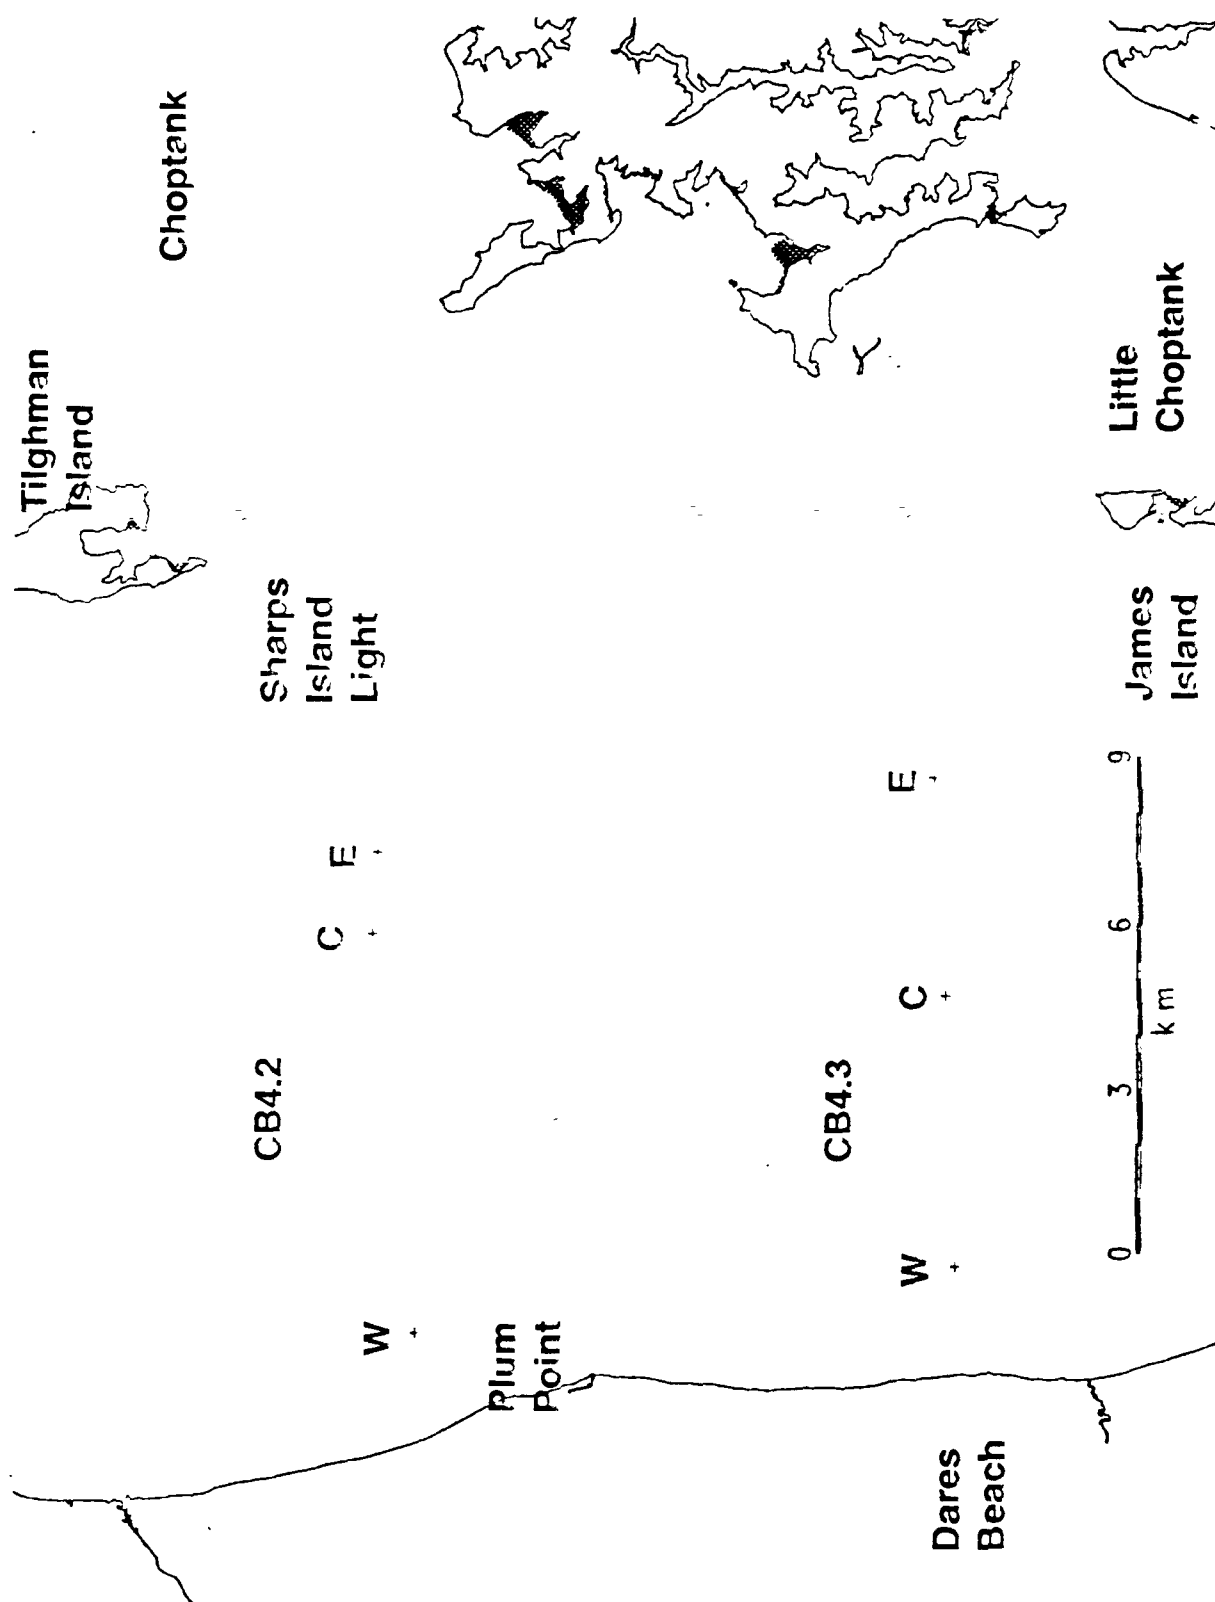 Choptank
Tilghman
Island
Sharps
Island
Light
E
C
CB4.2
W
Plum
Point
Little
Choptank
James
Island
E
C
CB4.3
W
Dares
Beach
0 3 6 9
km